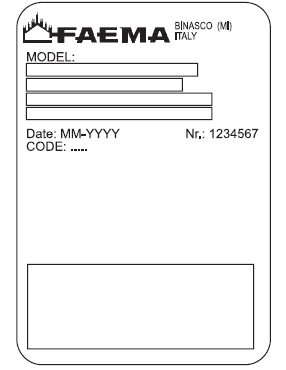 FAEMA BINASCO (MI)
ITALY
MODEL:
Date: MM-YYYY Nr.: 1234567
CODE: .....